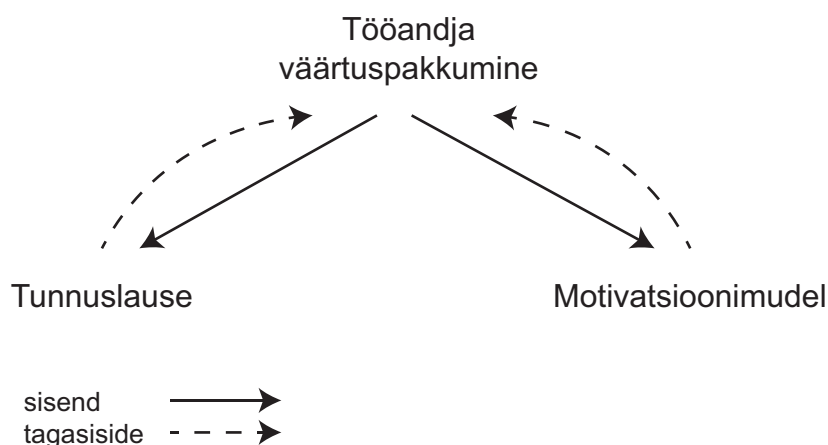 Tööandja
väärtuspakkumine
Tunnuslause
Motivatsioonimudel
sisend
tagasiside